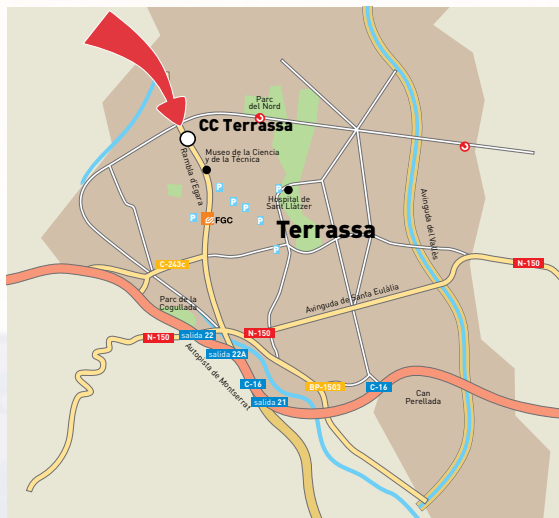 Parc
del Nord
CC Terrassa
Museo de la Ciencia
y de la Técnica
Rambla d'Egara
P
P
P
P
P
P
P
Hospital de
Sant Llàtzer
FGC
Terrassa
Avinguda del Vallès
C-243c
N-150
Avinguda de Santa Eulàlia
Parc de la
Cogullada
N-150
salida 22
N-150
salida 22A
Autopista de Montserrat
C-16
BP-1503
C-16
salida 21
Can
Perellada